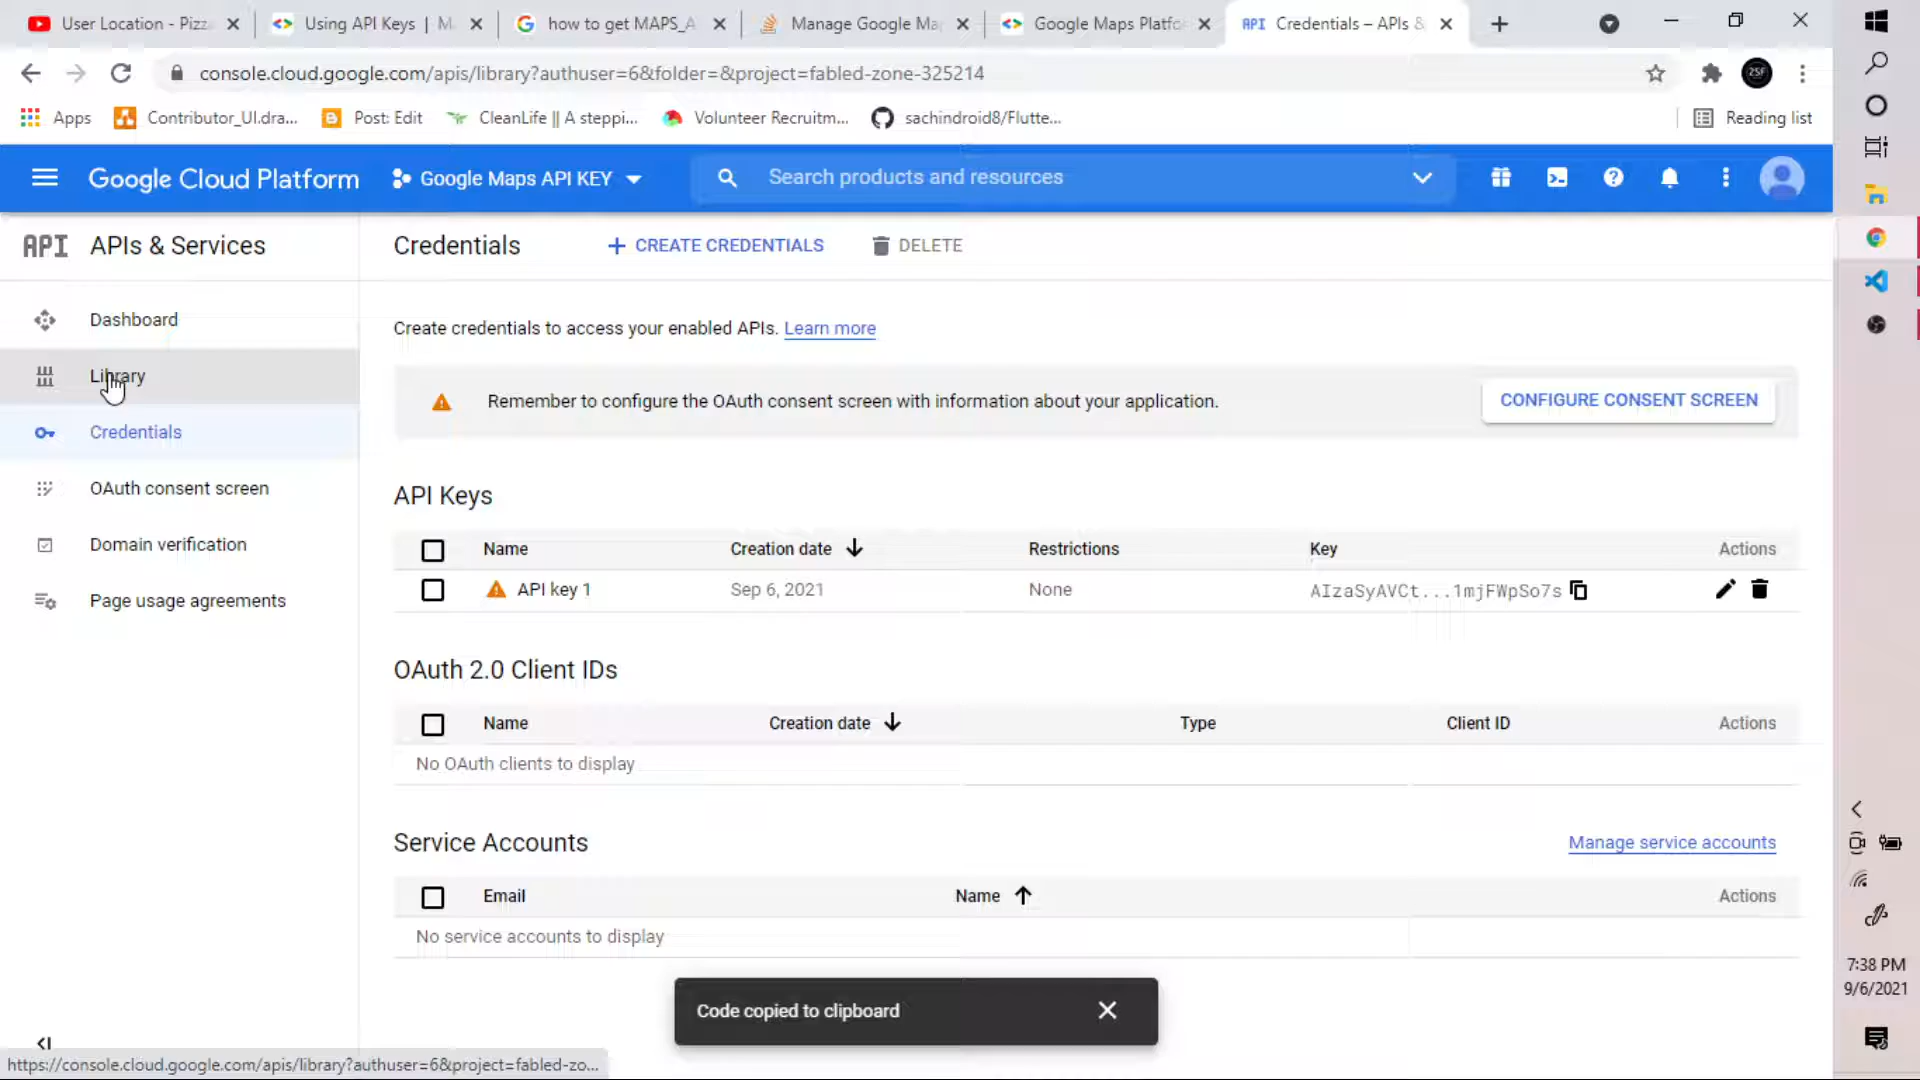 User Location - Pizz
Using API Keys | M
how to get MAPS_A
Manage Google Ma
Google Maps Platfo
API Credentials – APIs &
console.cloud.google.com/apis/library?authuser=6&folder=&project=fabled-zone-325214
2SF
Apps
Contributor_UI.dra...
Post: Edit
CleanLife || A steppi...
Volunteer Recruitm...
sachindroid8/Flutte...
Reading list
Google Cloud Platform
Google Maps API KEY
Search products and resources
API APIs & Services
Credentials
+ CREATE CREDENTIALS
DELETE
Dashboard
Library
Credentials
OAuth consent screen
Domain verification
Page usage agreements
Create credentials to access your enabled APIs. Learn more
Remember to configure the OAuth consent screen with information about your application.
CONFIGURE CONSENT SCREEN
API Keys
Name Creation date Restrictions Key Actions
API key 1 Sep 6, 2021 None AIzaSyAVCt...1mjFWpSo7s
OAuth 2.0 Client IDs
Name Creation date Type Client ID Actions
No OAuth clients to display
Service Accounts
Manage service accounts
Email Name Actions
No service accounts to display
Code copied to clipboard
https://console.cloud.google.com/apis/library?authuser=6&project=fabled-zo...
7:38 PM
9/6/2021